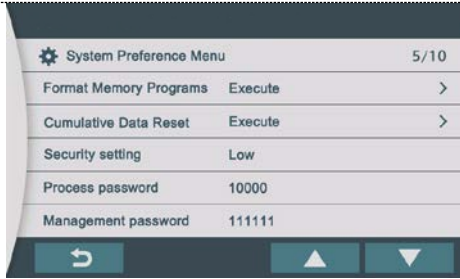 System Preference Menu 5/10
Format Memory Programs Execute >
Cumulative Data Reset Execute >
Security setting Low
Process password 10000
Management password 111111